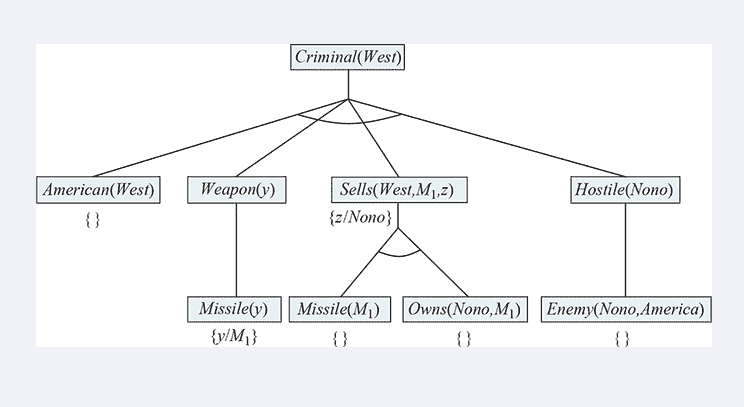 Criminal(West)
American(West)
Weapon(y)
Sells(West,M₁,z)
Hostile(Nono)
{ }
{z/Nono}
Missile(y)
Missile(M₁)
Owns(Nono,M₁)
Enemy(Nono,America)
{y/M₁}
{ }
{ }
{ }